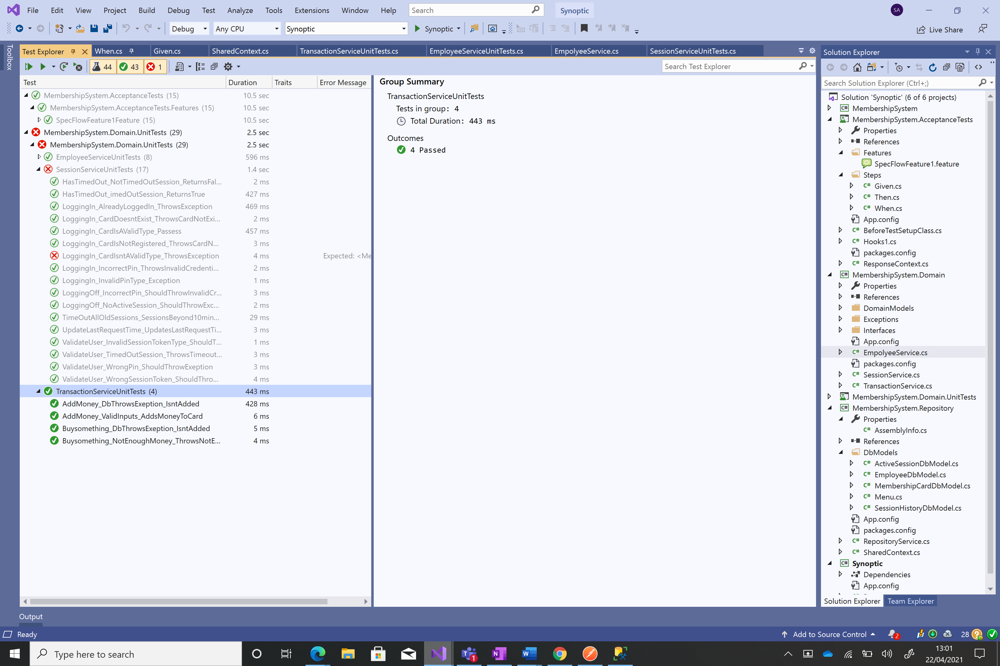 File Edit View Project Build Debug Test Analyze Tools Extensions Window Help Search Synoptic SA
Debug Any CPU Synoptic Synoptic Live Share
Toolbox
Test Explorer When.cs Given.cs SharedContext.cs TransactionServiceUnitTests.cs EmployeeServiceUnitTests.cs EmpolyeeService.cs SessionServiceUnitTests.cs
44 43 1 Search Test Explorer
Test Duration Traits Error Message
MembershipSystem.AcceptanceTests (15) 10.5 sec
MembershipSystem.AcceptanceTests.Features (15) 10.5 sec
SpecFlowFeature1Feature (15) 10.5 sec
MembershipSystem.Domain.UnitTests (29) 2.5 sec
MembershipSystem.Domain.UnitTests (29) 2.5 sec
EmployeeServiceUnitTests (8) 596 ms
SessionServiceUnitTests (17) 1.4 sec
HasTimedOut_NotTimedOutSession_ReturnsFal... 2 ms
HasTimedOut_imedOutSession_ReturnsTrue 427 ms
LoggingIn_AlreadyLoggedIn_ThrowsException 469 ms
LoggingIn_CardDoesntExist_ThrowsCardNotExi... 2 ms
LoggingIn_CardIsAValidType_Passess 457 ms
LoggingIn_CardIsNotRegistered_ThrowsCardN... 3 ms
LoggingIn_CardIsntAValidType_ThrowsException 4 ms Expected: <Me
LoggingIn_IncorrectPin_ThrowsInvalidCredenti... 2 ms
LoggingIn_InvalidPinType_Exception 1 ms
LoggingOff_IncorrectPin_ShouldThrowInvalidCr... 3 ms
LoggingOff_NoActiveSession_ShouldThrowExc... 2 ms
TimeOutAllOldSessions_SessionsBeyond10min... 29 ms
UpdateLastRequestTime_UpdatesLastRequestTi... 3 ms
ValidateUser_InvalidSessionTokenType_ShouldT... 1 ms
ValidateUser_TimedOutSession_ThrowsTimeout... 3 ms
ValidateUser_WrongPin_ShouldThrowExeption 3 ms
ValidateUser_WrongSessionToken_ShouldThro... 4 ms
TransactionServiceUnitTests (4) 443 ms
AddMoney_DbThrowsExeption_IsntAdded 428 ms
AddMoney_ValidInputs_AddsMoneyToCard 6 ms
Buysomething_DbThrowsExeption_IsntAdded 5 ms
Buysomething_NotEnoughMoney_ThrowsNotE... 4 ms
Group Summary
TransactionServiceUnitTests
Tests in group: 4
Total Duration: 443 ms
Outcomes
4 Passed
Solution Explorer
Search Solution Explorer (Ctrl+;)
Solution 'Synoptic' (6 of 6 projects)
C# MembershipSystem
MembershipSystem.AcceptanceTests
Properties
References
Features
SpecFlowFeature1.feature
Steps
C# Given.cs
C# Then.cs
C# When.cs
App.config
C# BeforeTestSetupClass.cs
C# Hooks1.cs
packages.config
C# ResponseContext.cs
C# MembershipSystem.Domain
Properties
References
DomainModels
Exceptions
Interfaces
App.config
C# EmpolyeeService.cs
packages.config
C# SessionService.cs
C# TransactionService.cs
MembershipSystem.Domain.UnitTests
C# MembershipSystem.Repository
Properties
C# AssemblyInfo.cs
References
DbModels
C# ActiveSessionDbModel.cs
C# EmployeeDbModel.cs
C# MembershipCardDbModel.cs
C# Menu.cs
C# SessionHistoryDbModel.cs
App.config
packages.config
C# RepositoryService.cs
C# SharedContext.cs
C# Synoptic
Dependencies
App.config
Solution Explorer Team Explorer
Output
Ready Add to Source Control 2 28
Type here to search 13:01
22/04/2021